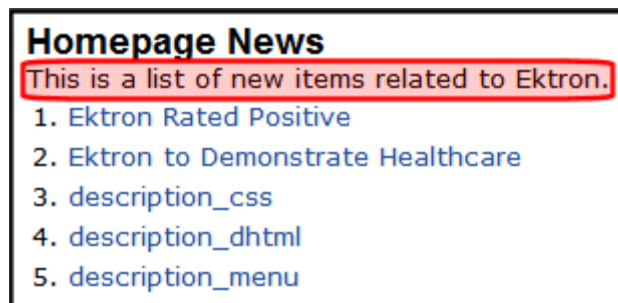 Homepage News
This is a list of new items related to Ektron.
1. Ektron Rated Positive
2. Ektron to Demonstrate Healthcare
3. description_css
4. description_dhtml
5. description_menu